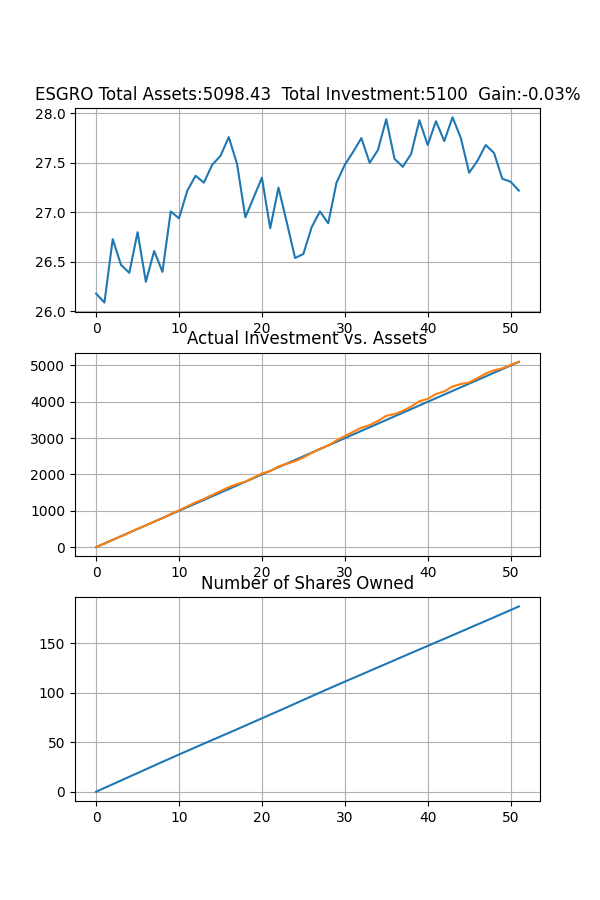 ESGRO Total Assets:5098.43  Total Investment:5100  Gain:-0.03%
28.0
27.5
27.0
26.5
26.0
0 10 20 30 40 50
Actual Investment vs. Assets
5000
4000
3000
2000
1000
0
0 10 20 30 40 50
Number of Shares Owned
150
100
50
0
0 10 20 30 40 50